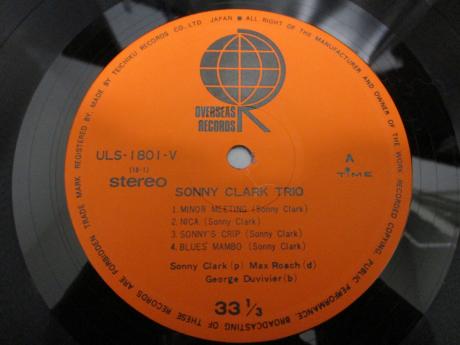 TRADE MARK REGISTERED. BY. MADE BY TEICHIKU RECORDS CO., LTD JAPAN ● ALL RIGHT OF THE MANUFACTURER AND OWNER OF THE WORK RECORDED COPYING, PUBLIC PERFORMANCE, BROADCASTING OF THESE RECORDS ARE FORBIDDEN
OVERSEAS
RECORDS
ULS-1801-V
A
(1B-1)
stereo
TIME
SONNY CLARK TRIO
1. MINOR MEETING (Sonny Clark)
2. NICA (Sonny Clark)
3. SONNY'S CRIP (Sonny Clark)
4. BLUES MAMBO (Sonny Clark)
Sonny Clark (p) Max Roach (d)
George Duvivier (b)
33 1/3